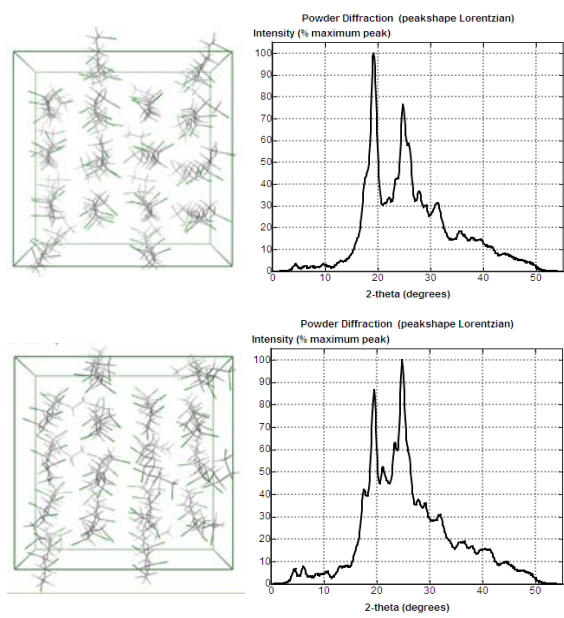 Powder Diffraction (peakshape Lorentzian)
Intensity (% maximum peak)
100
90
80
70
60
50
40
30
20
10
0
0 10 20 30 40 50
2-theta (degrees)
Powder Diffraction (peakshape Lorentzian)
Intensity (% maximum peak)
100
90
80
70
60
50
40
30
20
10
0
0 10 20 30 40 50
2-theta (degrees)